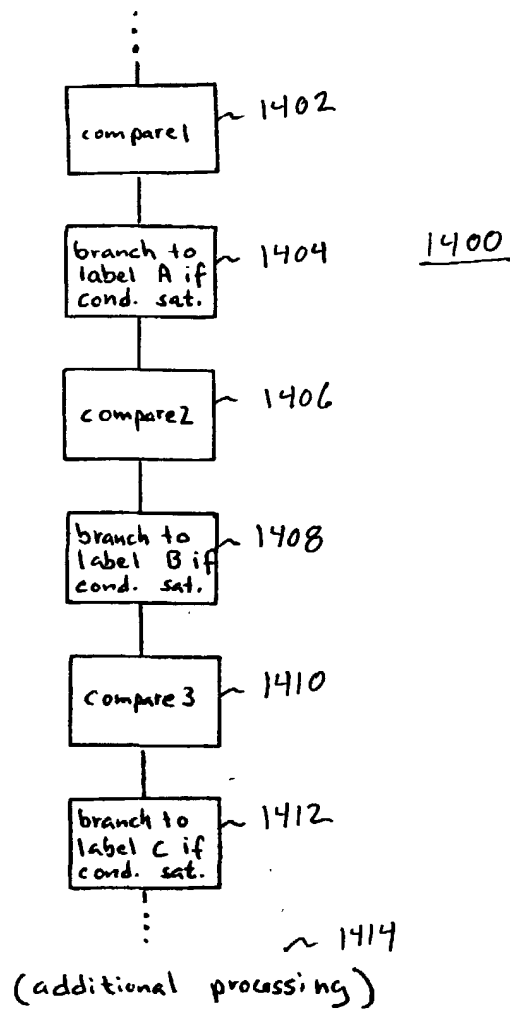 compare1
1402
branch to
label A if
cond. sat.
1404
1400
compare2
1406
branch to
label B if
cond. sat.
1408
compare3
1410
branch to
label C if
cond. sat.
1412
1414
(additional processing)